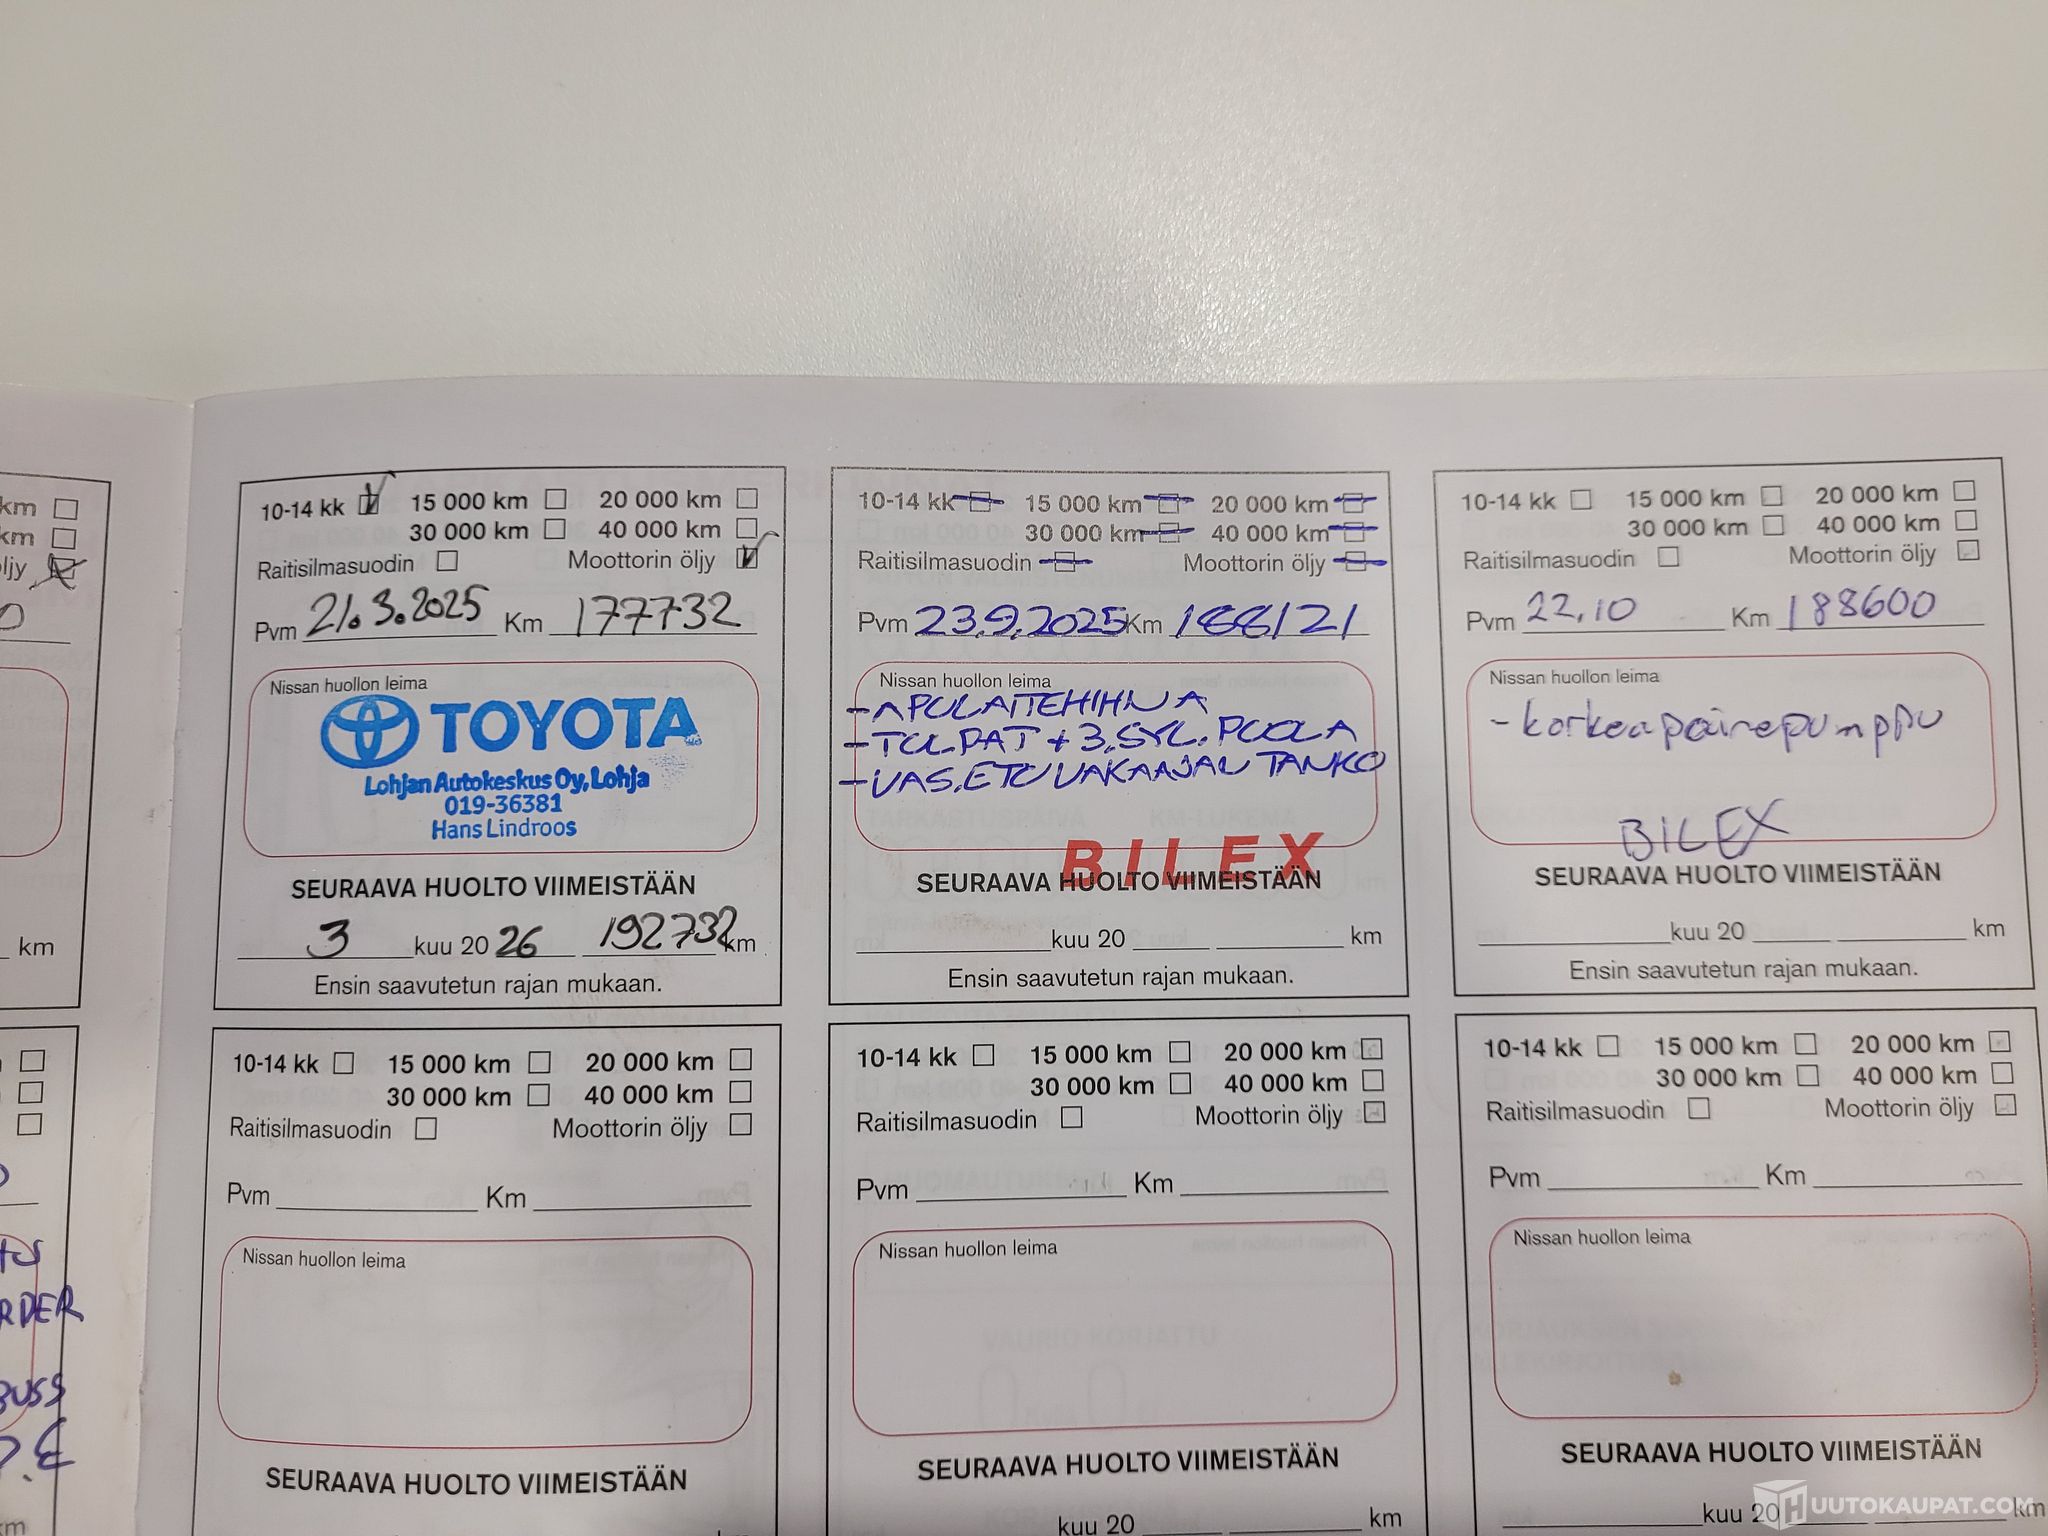 km
km
ljy
km
10-14 kk 15 000 km 20 000 km
30 000 km 40 000 km
Raitisilmasuodin Moottorin öljy
Pvm 21.3.2025 Km 177732
Nissan huollon leima
TOYOTA
Lohjan Autokeskus Oy, Lohja
019-36381
Hans Lindroos
SEURAAVA HUOLTO VIIMEISTÄÄN
3 kuu 20 26 192732 km
Ensin saavutetun rajan mukaan.
10-14 kk 15 000 km 20 000 km
30 000 km 40 000 km
Raitisilmasuodin Moottorin öljy
Pvm 23.9.2025 Km 188121
Nissan huollon leima
- APULAITEHIHNA
- TULPAT + 3. SYL. PUOLA
- VAS. ETU VAKAAJAN TANKO
BILEX
SEURAAVA HUOLTO VIIMEISTÄÄN
kuu 20 km
Ensin saavutetun rajan mukaan.
10-14 kk 15 000 km 20 000 km
30 000 km 40 000 km
Raitisilmasuodin Moottorin öljy
Pvm 22.10 Km 188600
Nissan huollon leima
- korkeapainepumppu
BILEX
SEURAAVA HUOLTO VIIMEISTÄÄN
kuu 20 km
Ensin saavutetun rajan mukaan.
RDER
BUSS
km
10-14 kk 15 000 km 20 000 km
30 000 km 40 000 km
Raitisilmasuodin Moottorin öljy
Pvm Km
Nissan huollon leima
SEURAAVA HUOLTO VIIMEISTÄÄN
10-14 kk 15 000 km 20 000 km
30 000 km 40 000 km
Raitisilmasuodin Moottorin öljy
Pvm Km
Nissan huollon leima
SEURAAVA HUOLTO VIIMEISTÄÄN
kuu 20 km
10-14 kk 15 000 km 20 000 km
30 000 km 40 000 km
Raitisilmasuodin Moottorin öljy
Pvm Km
Nissan huollon leima
SEURAAVA HUOLTO VIIMEISTÄÄN
kuu 20 km
HUUTOKAUPAT.COM